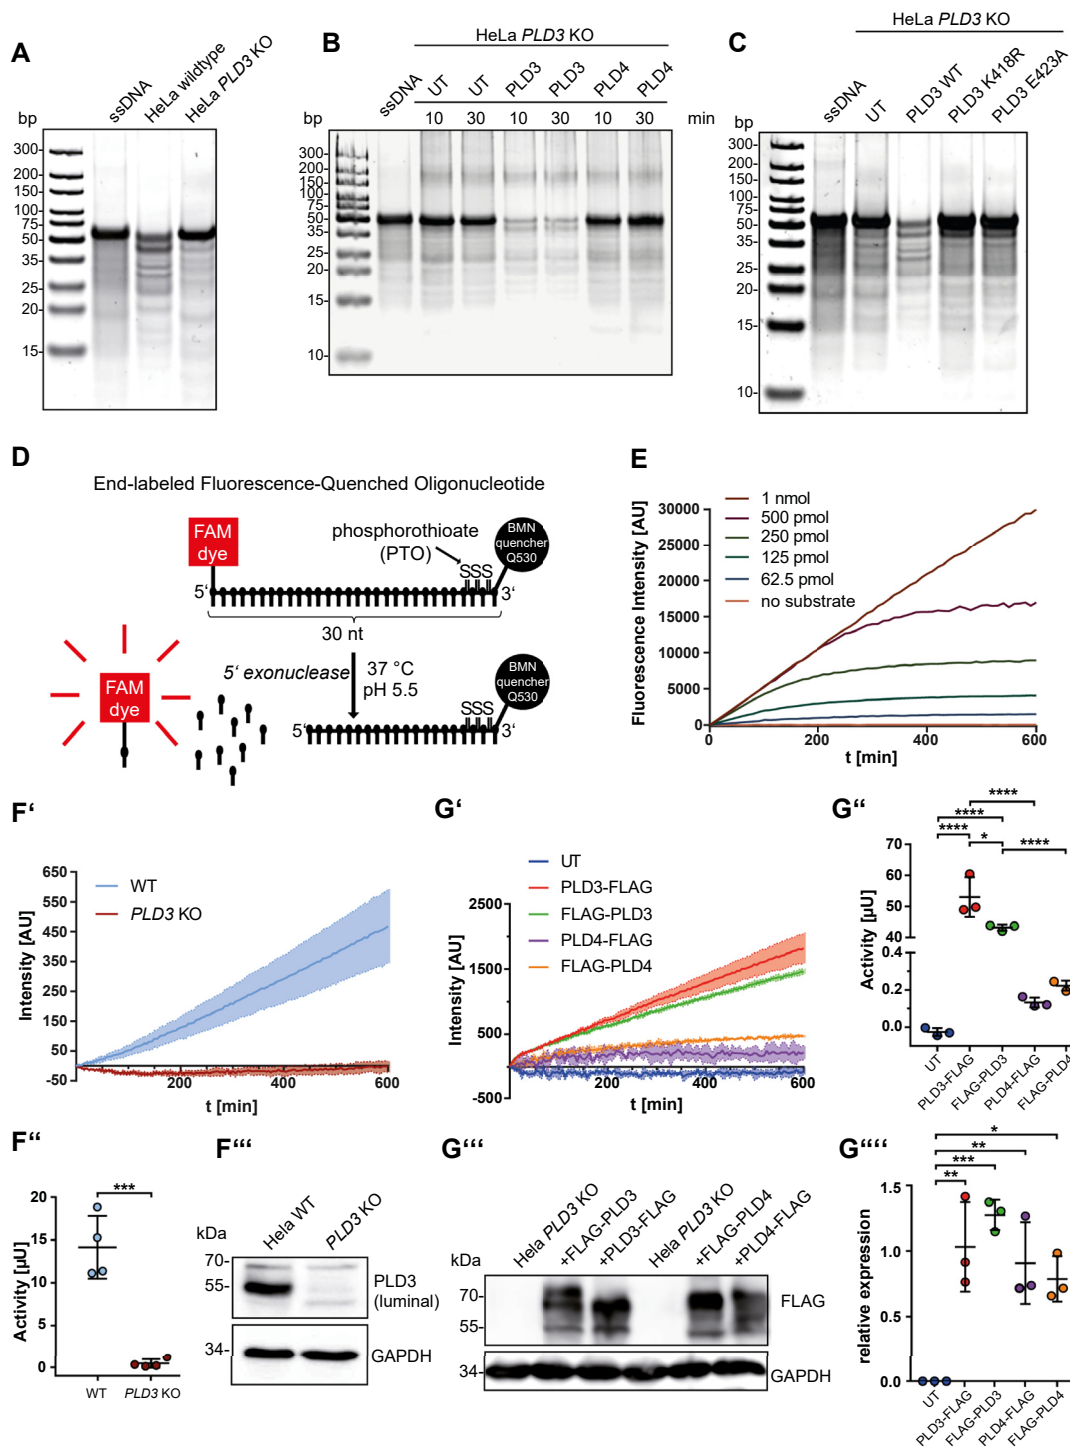 A
bp
ssDNA
HeLa wildtype
HeLa PLD3 KO
300-
200-
150-
100-
75-
50-
35-
25-
20-
15-
B
HeLa PLD3 KO
ssDNA
UT
UT
PLD3
PLD3
PLD4
PLD4
bp
10 30 10 30 10 30 min
300-
200-
150-
100-
75-
50-
35-
25-
20-
15-
10-
C
HeLa PLD3 KO
ssDNA
UT
PLD3 WT
PLD3 K418R
PLD3 E423A
bp
300-
200-
150-
100-
75-
50-
35-
25-
20-
15-
10-
D
End-labeled Fluorescence-Quenched Oligonucleotide
FAM
dye
phosphorothioate
(PTO)
SSS
BMN
quencher
Q530
5‘
3‘
30 nt
5‘ exonuclease
37 °C
pH 5.5
FAM
dye
SSS
BMN
quencher
Q530
5‘
3‘
E
Fluorescence Intensity [AU]
30000
25000
20000
15000
10000
5000
0
1 nmol
500 pmol
250 pmol
125 pmol
62.5 pmol
no substrate
0 200 400 600
t [min]
F‘
Intensity [AU]
650
550
450
350
250
150
50
-50
WT
PLD3 KO
200 400 600
t [min]
G‘
Intensity [AU]
2500
1500
5000
-500
UT
PLD3-FLAG
FLAG-PLD3
PLD4-FLAG
FLAG-PLD4
200 400 600
t [min]
G“
Activity [µU]
70
60
50
40
0.4
0.2
0.0
****
****
**** *
****
UT
PLD3-FLAG
FLAG-PLD3
PLD4-FLAG
FLAG-PLD4
F“
Activity [µU]
20
15
10
5
0
***
WT PLD3 KO
F“‘
kDa
Hela WT
PLD3 KO
70-
55-
PLD3
(luminal)
34-
GAPDH
G“‘
kDa
Hela PLD3 KO
+FLAG-PLD3
+PLD3-FLAG
Hela PLD3 KO
+FLAG-PLD4
+PLD4-FLAG
70-
55-
FLAG
34-
GAPDH
G““
relative expression
1.5
1.0
0.5
0.0
*
**
***
**
UT
PLD3-FLAG
FLAG-PLD3
PLD4-FLAG
FLAG-PLD4